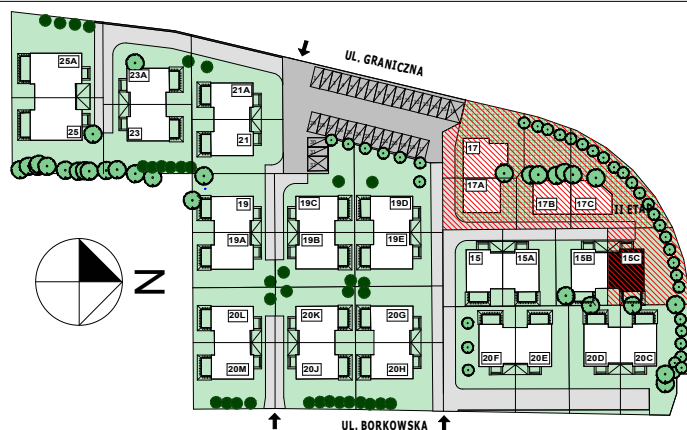 UL. GRANICZNA
25A
23A
21A
25
23
21
17
17A
17B
17C
II ETAP
19
19C
19D
19A
19B
19E
15
15A
15B
15C
N
20L
20K
20G
20M
20J
20H
20F
20E
20D
20C
UL. BORKOWSKA